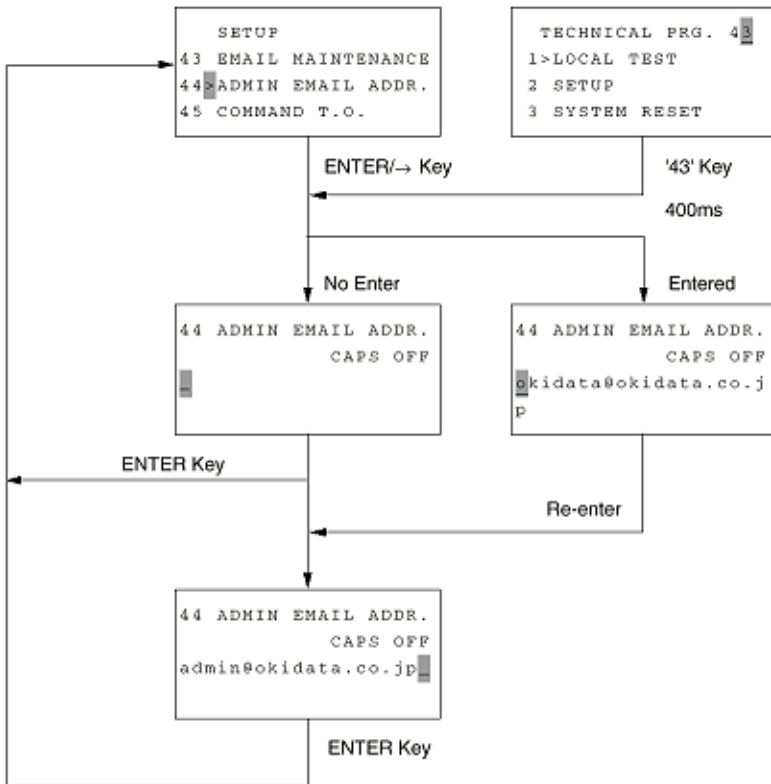 SETUP
43 EMAIL MAINTENANCE
44>ADMIN EMAIL ADDR.
45 COMMAND T.O.
TECHNICAL PRG. 43
1>LOCAL TEST
2 SETUP
3 SYSTEM RESET
ENTER/→ Key
'43' Key
400ms
No Enter
Entered
44 ADMIN EMAIL ADDR.
CAPS OFF
_
44 ADMIN EMAIL ADDR.
CAPS OFF
okidata@okidata.co.j
p
ENTER Key
Re-enter
44 ADMIN EMAIL ADDR.
CAPS OFF
admin@okidata.co.jp_
ENTER Key